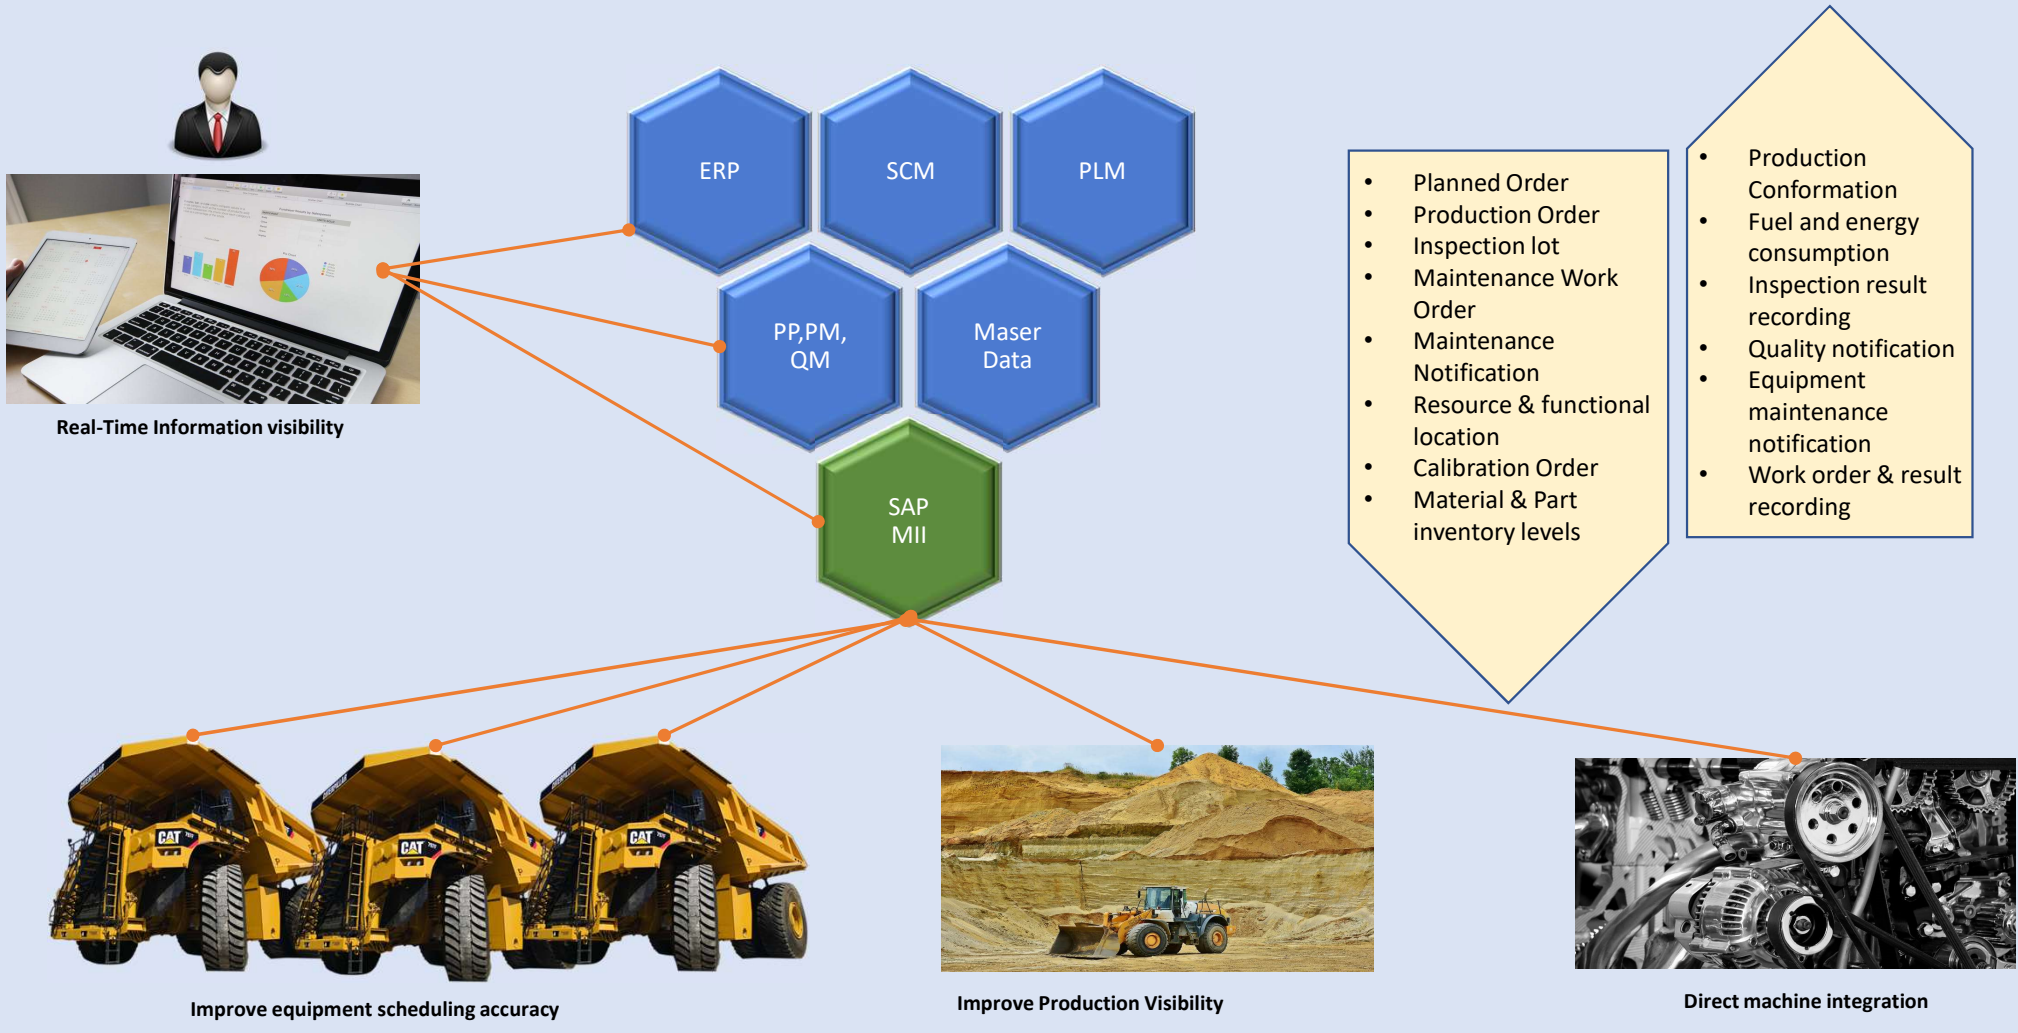 ERP
SCM
PLM
PP,PM,
QM
Maser
Data
SAP
MII
Real-Time Information visibility
• Planned Order
• Production Order
• Inspection lot
• Maintenance Work
Order
• Maintenance
Notification
• Resource & functional
location
• Calibration Order
• Material & Part
inventory levels
• Production
Conformation
• Fuel and energy
consumption
• Inspection result
recording
• Quality notification
• Equipment
maintenance
notification
• Work order & result
recording
CAT
CAT
CAT
Improve equipment scheduling accuracy
Improve Production Visibility
Direct machine integration